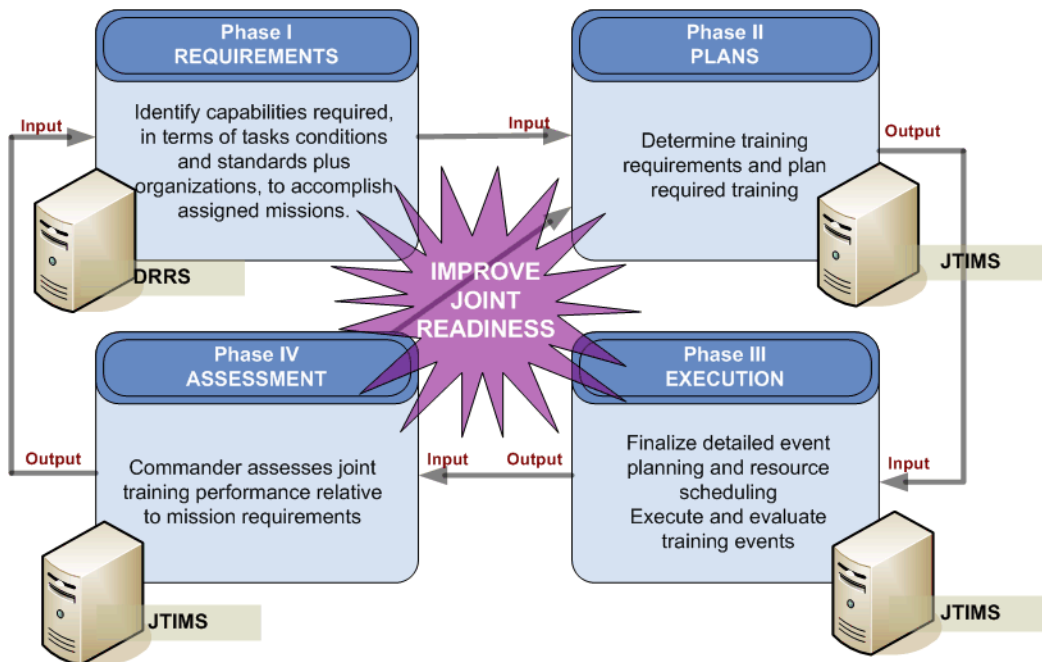 Phase I
REQUIREMENTS
Input
Identify capabilities required,
in terms of tasks conditions
and standards plus
organizations, to accomplish
assigned missions.
DRRS
Input
Phase II
PLANS
Determine training
requirements and plan
required training
Output
JTIMS
IMPROVE
JOINT
READINESS
Phase IV
ASSESSMENT
Output
Commander assesses joint
training performance relative
to mission requirements
JTIMS
Input
Output
Phase III
EXECUTION
Finalize detailed event
planning and resource
scheduling
Execute and evaluate
training events
Input
JTIMS